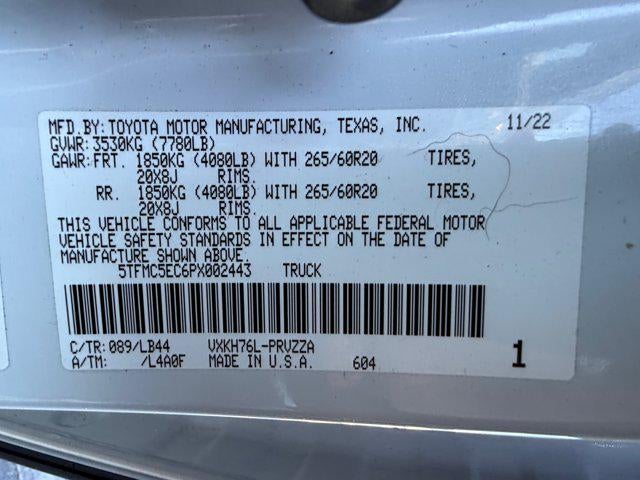 MFD.BY: TOYOTA MOTOR MANUFACTURING, TEXAS, INC. 11/22
GVWR: 3530KG (7780LB)
GAWR: FRT. 1850KG (4080LB) WITH 265/60R20 TIRES,
20X8J RIMS.
RR. 1850KG (4080LB) WITH 265/60R20 TIRES,
20X8J RIMS.
THIS VEHICLE CONFORMS TO ALL APPLICABLE FEDERAL MOTOR
VEHICLE SAFETY STANDARDS IN EFFECT ON THE DATE OF
MANUFACTURE SHOWN ABOVE.
5TFMC5EC6PX002443 TRUCK
C/TR: 089/LB44 VXKH76L-PRVZZA
A/TM: /L4A0F MADE IN U.S.A. 604 1